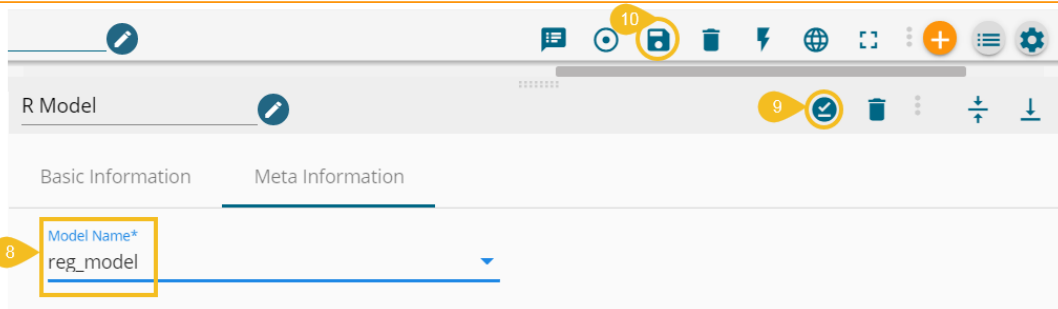 10
R Model
9
Basic Information
Meta Information
Model Name*
8
reg_model